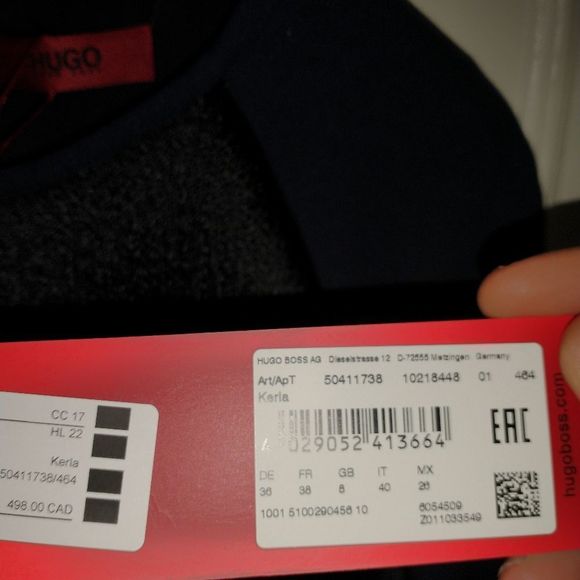 HUGO
HUGO BOSS AG Dieselstrasse 12 D-72555 Metzingen Germany
Art/ApT 50411738 10218448 01 464
Kerla
029052 413664
EAC
DE FR GB IT MX
36 38 8 40 26
1001 5100290456 10
6054509
Z011033549
hugoboss.com
CC 17
HL 22
Kerla
50411738/464
498.00 CAD